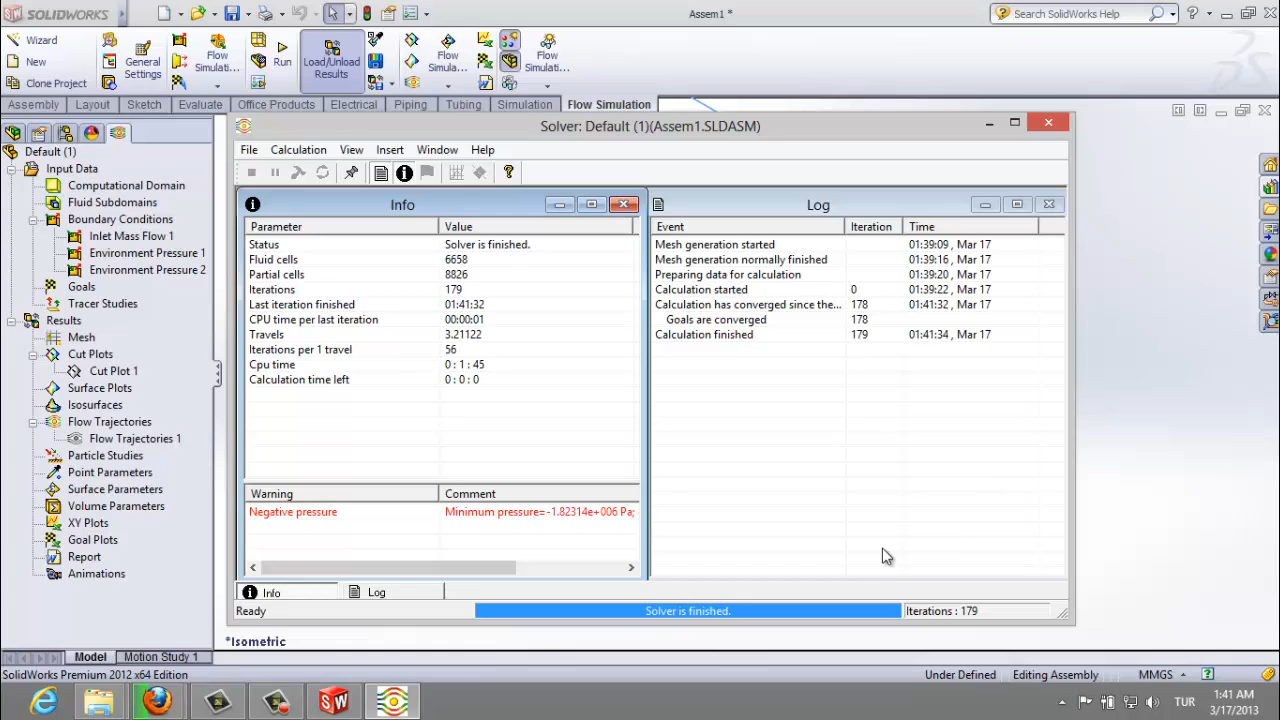 SOLIDWORKS
Assem1 *
Search SolidWorks Help
Wizard
New
Clone Project
General Settings
Flow Simulati...
Run
Load/Unload Results
Flow Simula...
Flow Simulati...
Assembly
Layout
Sketch
Evaluate
Office Products
Electrical
Piping
Tubing
Simulation
Flow Simulation
Default (1)
Input Data
Computational Domain
Fluid Subdomains
Boundary Conditions
Inlet Mass Flow 1
Environment Pressure 1
Environment Pressure 2
Goals
Tracer Studies
Results
Mesh
Cut Plots
Cut Plot 1
Surface Plots
Isosurfaces
Flow Trajectories
Flow Trajectories 1
Particle Studies
Point Parameters
Surface Parameters
Volume Parameters
XY Plots
Goal Plots
Report
Animations
Solver: Default (1)(Assem1.SLDASM)
File Calculation View Insert Window Help
Info
Parameter Value
Status Solver is finished.
Fluid cells 6658
Partial cells 8826
Iterations 179
Last iteration finished 01:41:32
CPU time per last iteration 00:00:01
Travels 3.21122
Iterations per 1 travel 56
Cpu time 0 : 1 : 45
Calculation time left 0 : 0 : 0
Warning Comment
Negative pressure Minimum pressure=-1.82314e+006 Pa;
Log
Event Iteration Time
Mesh generation started 01:39:09 , Mar 17
Mesh generation normally finished 01:39:16 , Mar 17
Preparing data for calculation 01:39:20 , Mar 17
Calculation started 0 01:39:22 , Mar 17
Calculation has converged since the... 178 01:41:32 , Mar 17
Goals are converged 178
Calculation finished 179 01:41:34 , Mar 17
Info Log
Ready Solver is finished. Iterations : 179
*Isometric
Model Motion Study 1
SolidWorks Premium 2012 x64 Edition Under Defined Editing Assembly MMGS
TUR 1:41 AM
3/17/2013